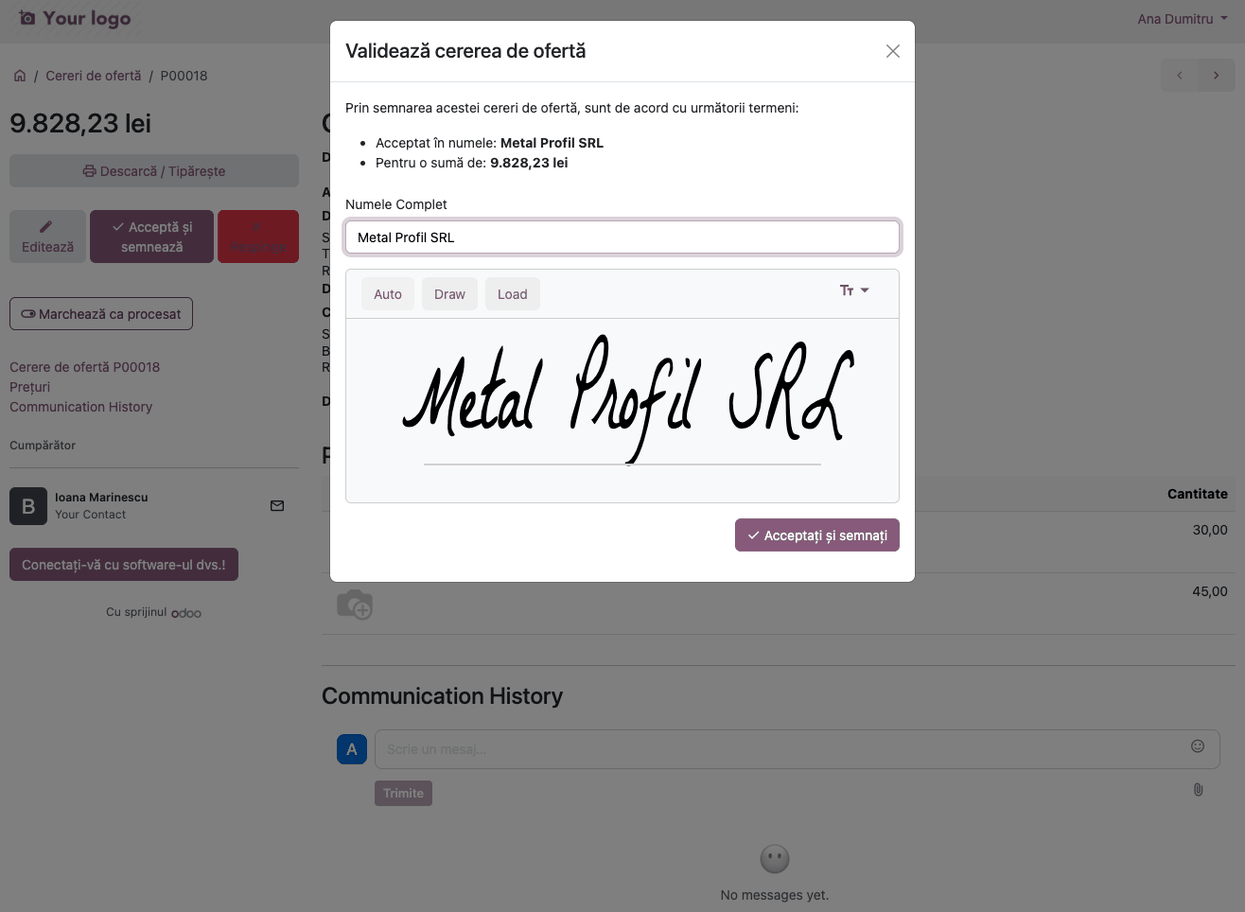 Your logo
Ana Dumitru
/ Cereri de ofertă / P00018
9.828,23 lei
Descarcă / Tipărește
Editează
Acceptă și
semnează
Marchează ca procesat
Cerere de ofertă P00018
Prețuri
Communication History
Cumpărător
B
Ioana Marinescu
Your Contact
Conectați-vă cu software-ul dvs.!
Cu sprijinul odoo
Validează cererea de ofertă
Prin semnarea acestei cereri de ofertă, sunt de acord cu următorii termeni:
Acceptat în numele: Metal Profil SRL
Pentru o sumă de: 9.828,23 lei
Numele Complet
Metal Profil SRL
Auto
Draw
Load
Metal Profil SRL
Acceptați și semnați
Cantitate
30,00
45,00
Communication History
A
Scrie un mesaj...
Trimite
No messages yet.